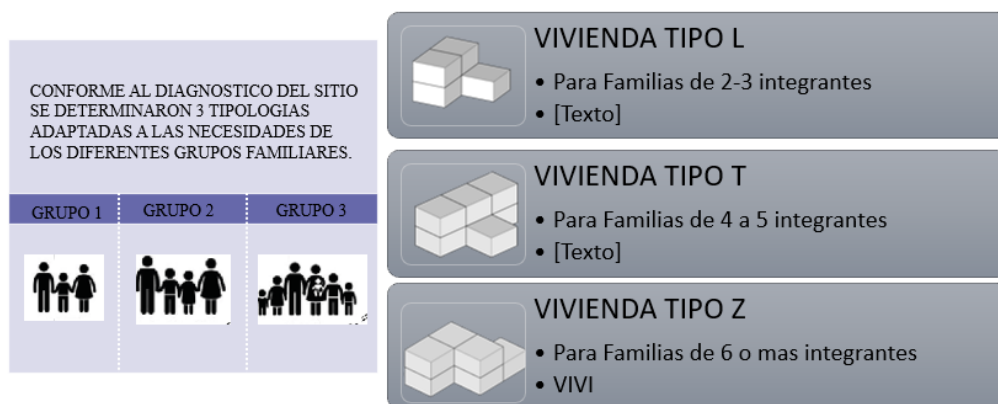 CONFORME AL DIAGNOSTICO DEL SITIO
SE DETERMINARON 3 TIPOLOGIAS
ADAPTADAS A LAS NECESIDADES DE
LOS DIFERENTES GRUPOS FAMILIARES.
GRUPO 1
GRUPO 2
GRUPO 3
VIVIENDA TIPO L
• Para Familias de 2-3 integrantes
• [Texto]
VIVIENDA TIPO T
• Para Familias de 4 a 5 integrantes
• [Texto]
VIVIENDA TIPO Z
• Para Familias de 6 o mas integrantes
• VIVI